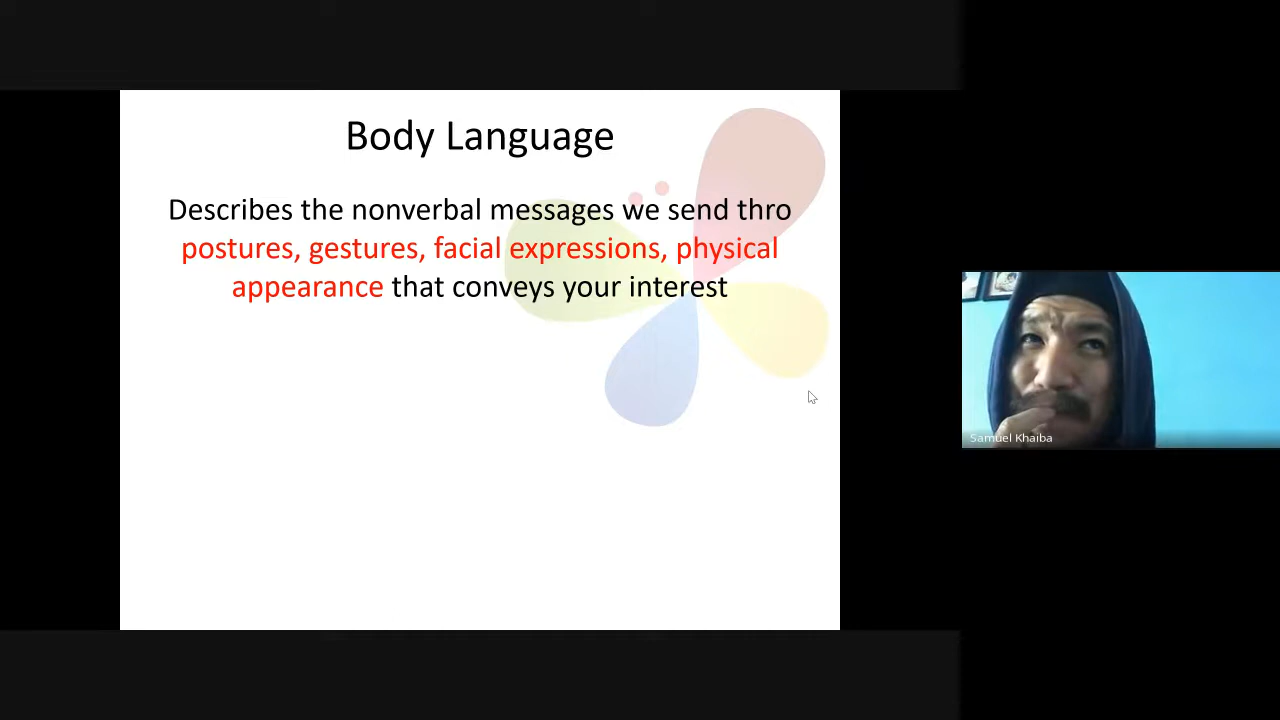 Body Language
Describes the nonverbal messages we send thro
postures, gestures, facial expressions, physical
appearance that conveys your interest
Samuel Khaiba